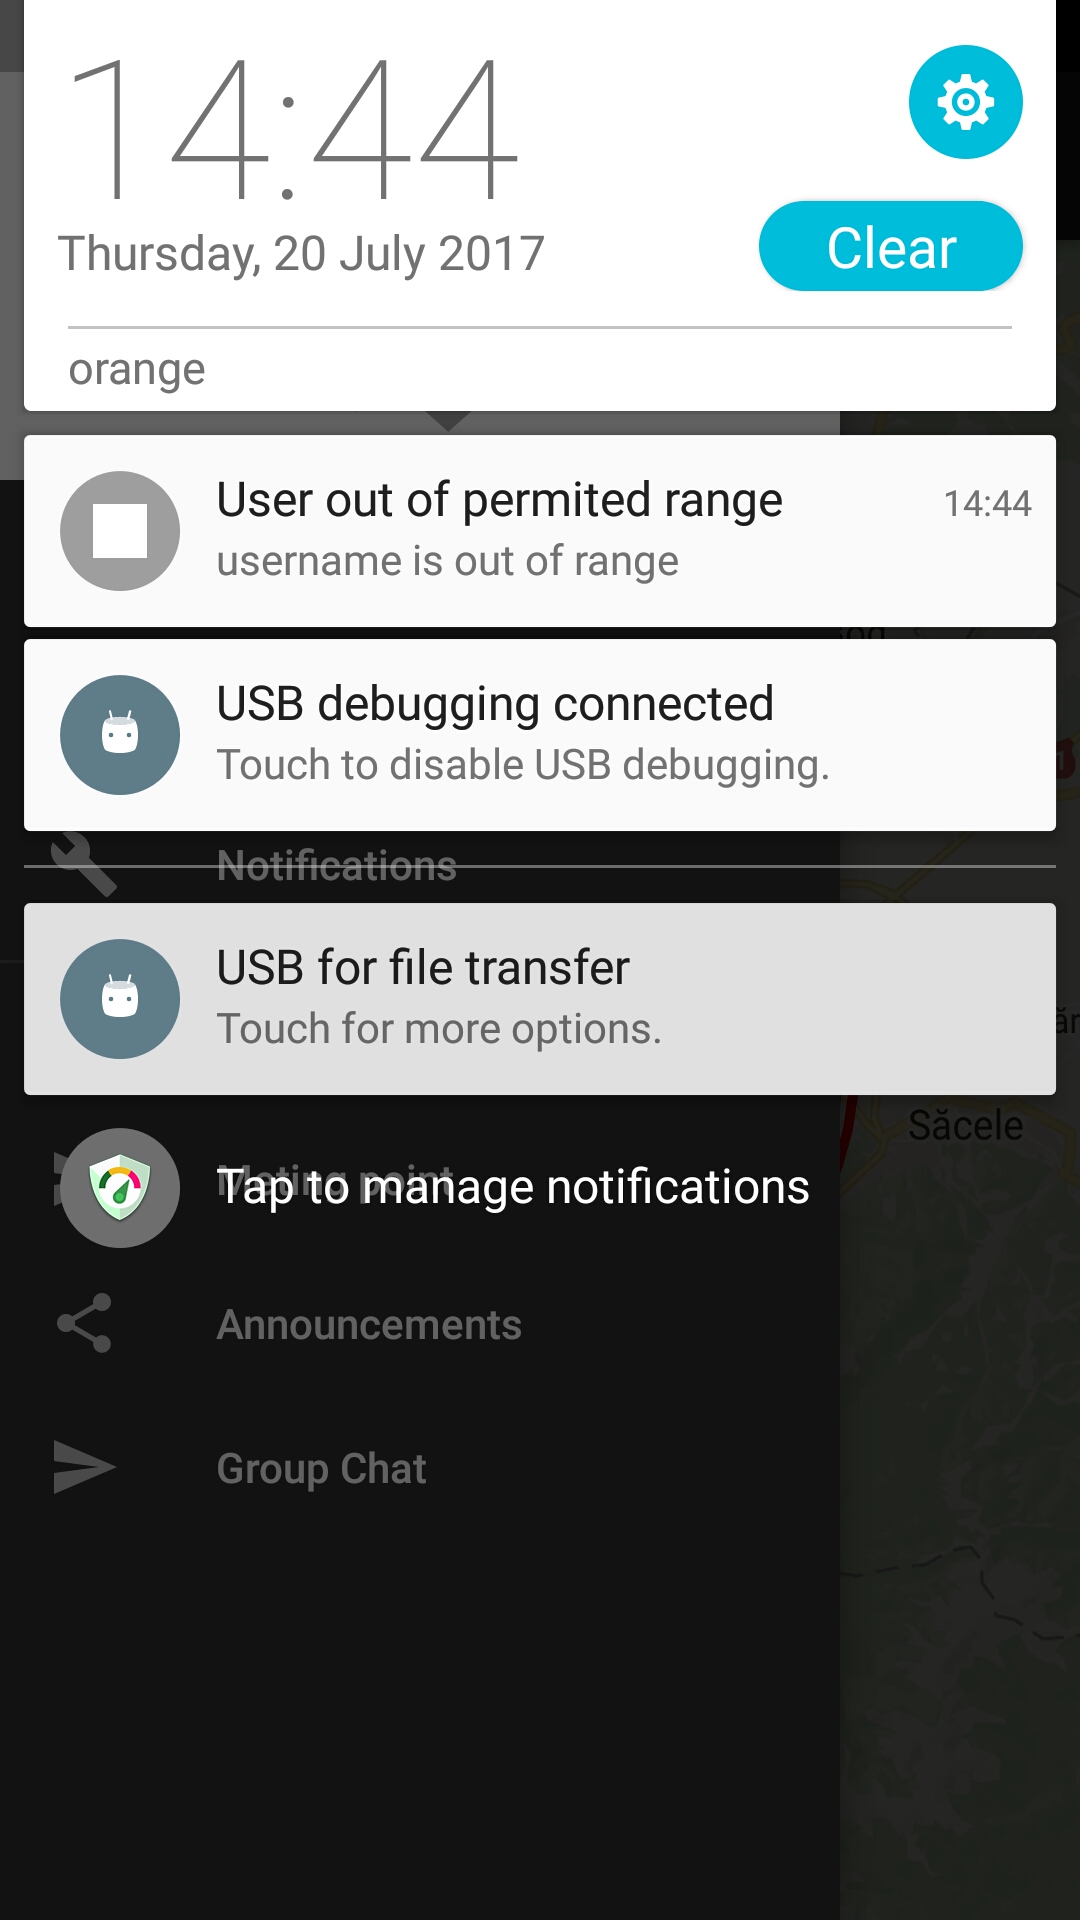 14:44
Thursday, 20 July 2017
Clear
orange
User out of permited range
14:44
username is out of range
USB debugging connected
Touch to disable USB debugging.
Notifications
USB for file transfer
Touch for more options.
Săcele
Tap to manage notifications
Announcements
Group Chat